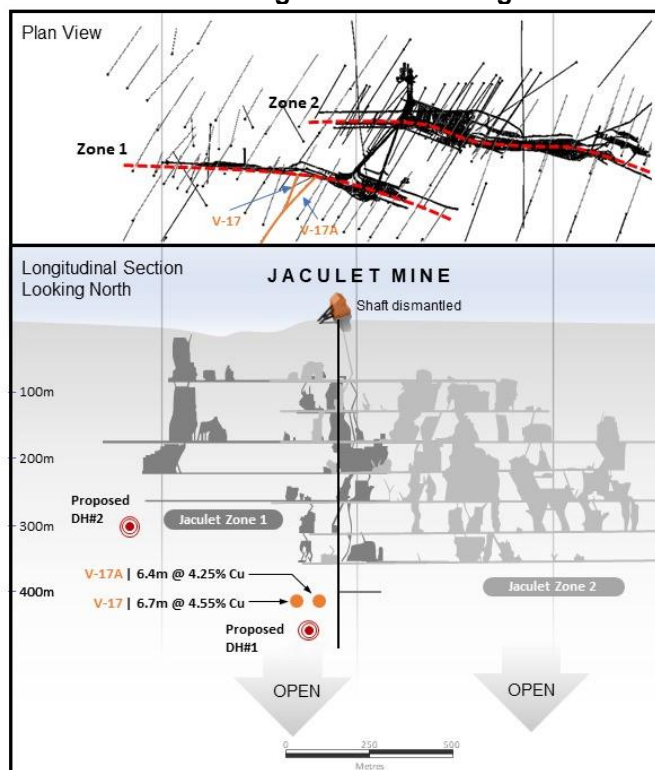 Plan View
Zone 2
Zone 1
V-17
V-17A
Longitudinal Section
Looking North
JACULET MINE
Shaft dismantled
100m
200m
Proposed
DH#2
Jaculet Zone 1
300m
V-17A | 6.4m @ 4.25% Cu
400m
Jaculet Zone 2
V-17 | 6.7m @ 4.55% Cu
Proposed
DH#1
OPEN
OPEN
0 250 500
Metres